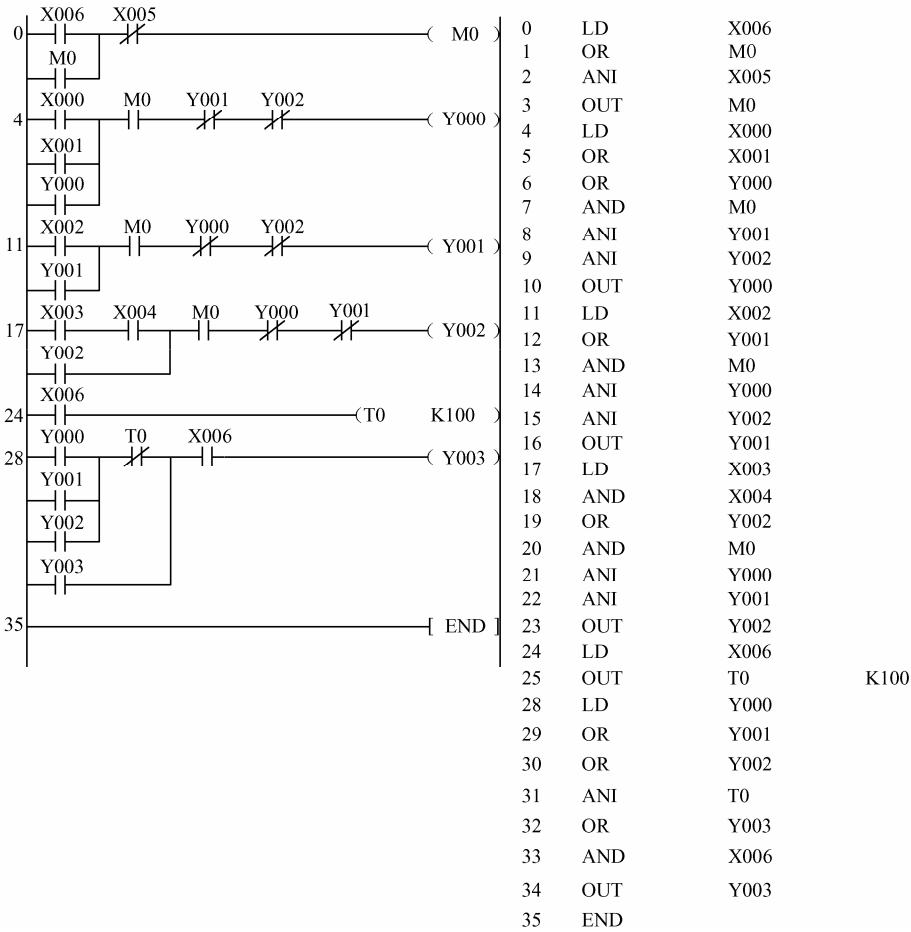 X006 X005
0 ( M0 )
M0
X000 M0 Y001 Y002
4 ( Y000 )
X001
Y000
X002 M0 Y000 Y002
11 ( Y001 )
Y001
X003 X004 M0 Y000 Y001
17 ( Y002 )
Y002
X006
24 (T0 K100 )
Y000 T0 X006
28 ( Y003 )
Y001
Y002
Y003
35 [ END ]
0 LD X006
1 OR M0
2 ANI X005
3 OUT M0
4 LD X000
5 OR X001
6 OR Y000
7 AND M0
8 ANI Y001
9 ANI Y002
10 OUT Y000
11 LD X002
12 OR Y001
13 AND M0
14 ANI Y000
15 ANI Y002
16 OUT Y001
17 LD X003
18 AND X004
19 OR Y002
20 AND M0
21 ANI Y000
22 ANI Y001
23 OUT Y002
24 LD X006
25 OUT T0 K100
28 LD Y000
29 OR Y001
30 OR Y002
31 ANI T0
32 OR Y003
33 AND X006
34 OUT Y003
35 END